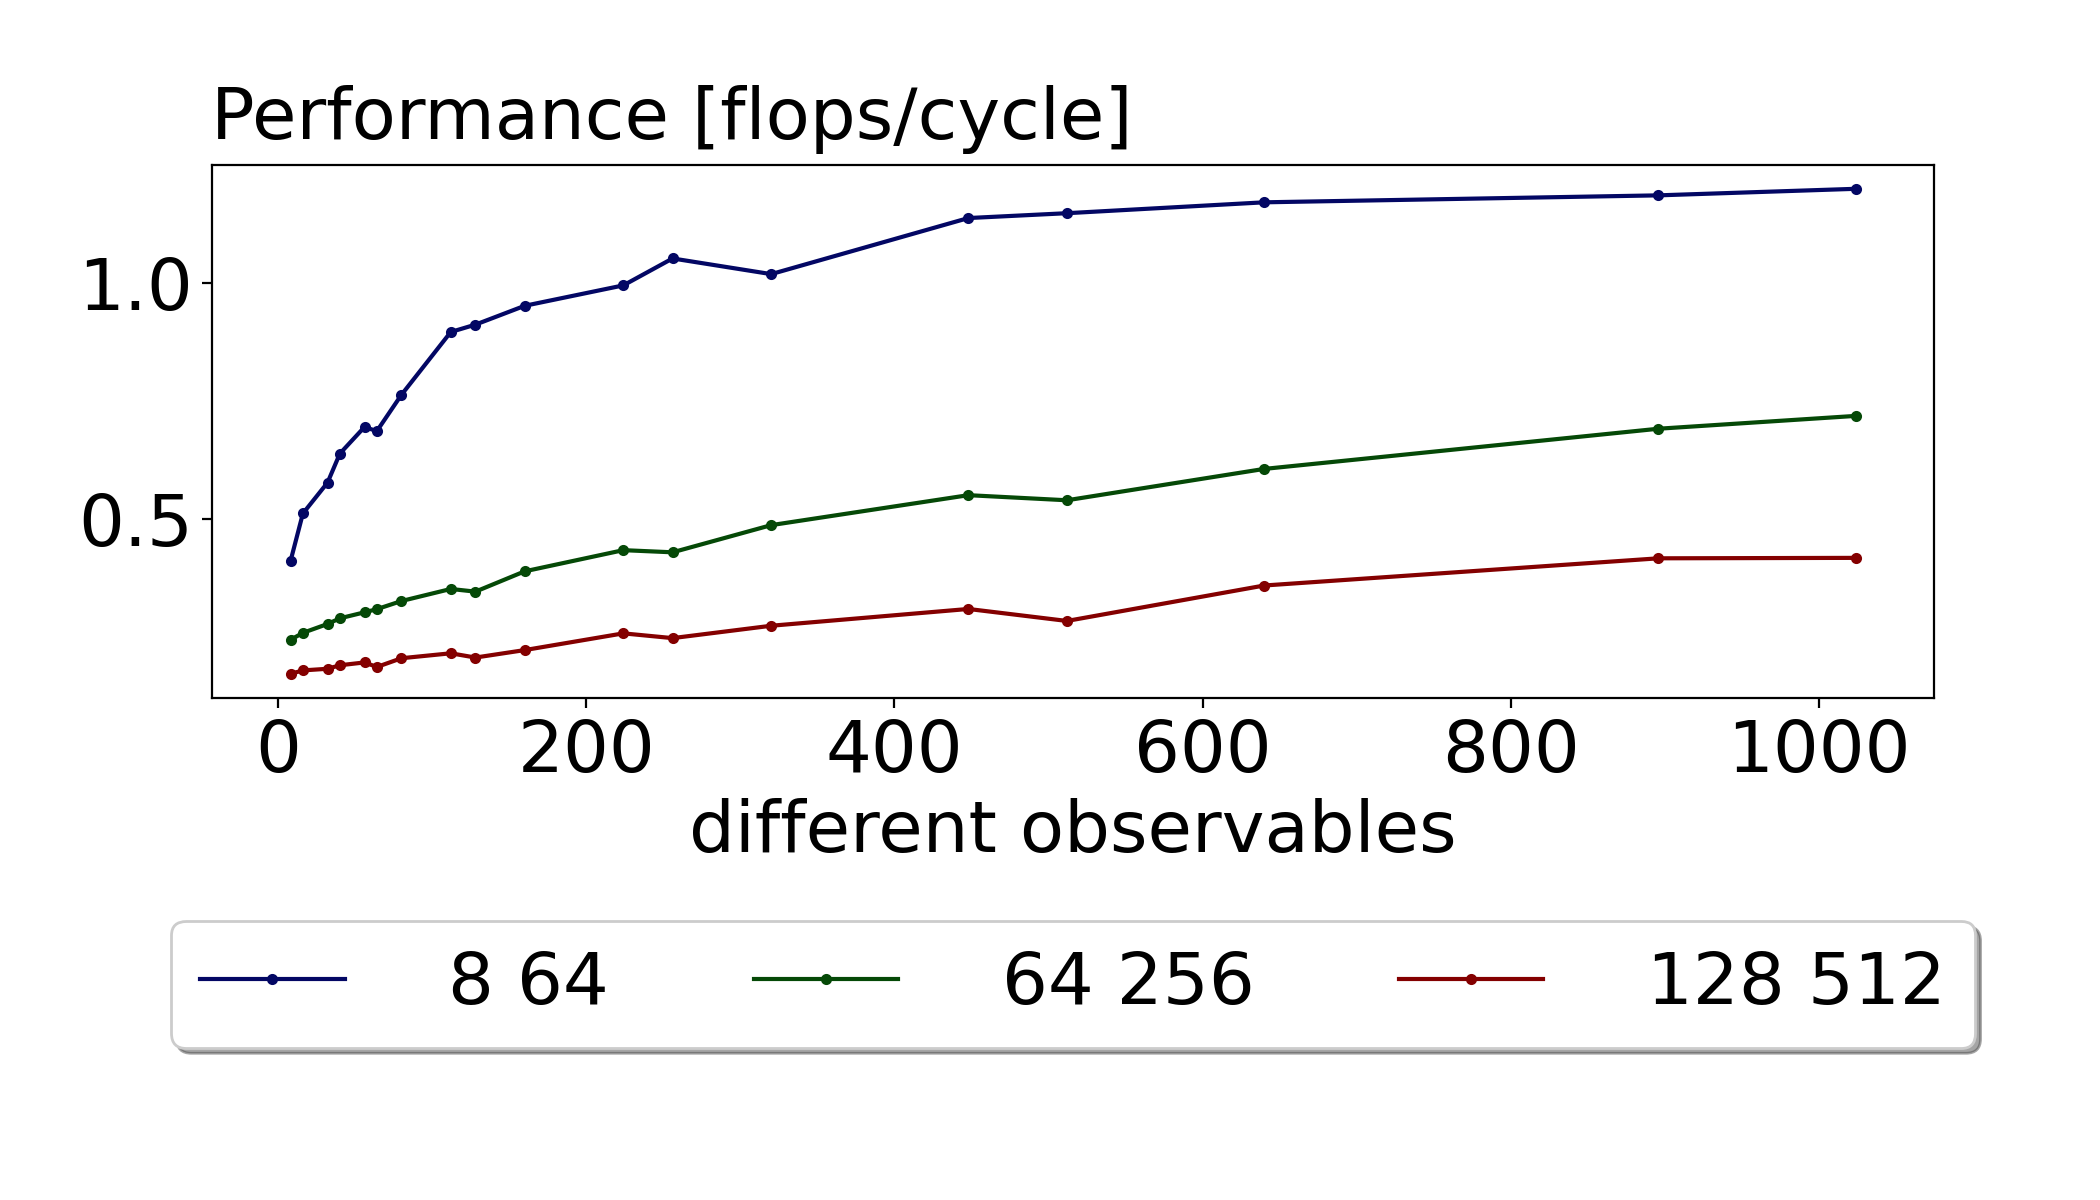 Performance [flops/cycle]
1.0
0.5
0 200 400 600 800 1000
different observables
8 64 64 256 128 512